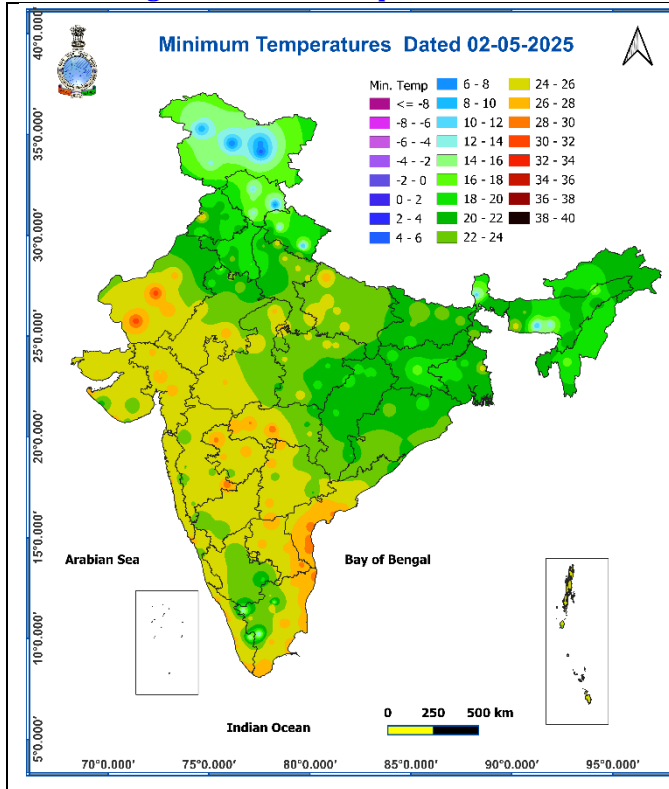 Minimum Temperatures Dated 02-05-2025
Min. Temp
<= -8
-8 - -6
-6 - -4
-4 - -2
-2 - 0
0 - 2
2 - 4
4 - 6
6 - 8
8 - 10
10 - 12
12 - 14
14 - 16
16 - 18
18 - 20
20 - 22
22 - 24
24 - 26
26 - 28
28 - 30
30 - 32
32 - 34
34 - 36
36 - 38
38 - 40
40°0.000'
35°0.000'
30°0.000'
25°0.000'
20°0.000'
15°0.000'
10°0.000'
5°0.000'
Arabian Sea
Bay of Bengal
Indian Ocean
0 250 500 km
70°0.000' 75°0.000' 80°0.000' 85°0.000' 90°0.000' 95°0.000'